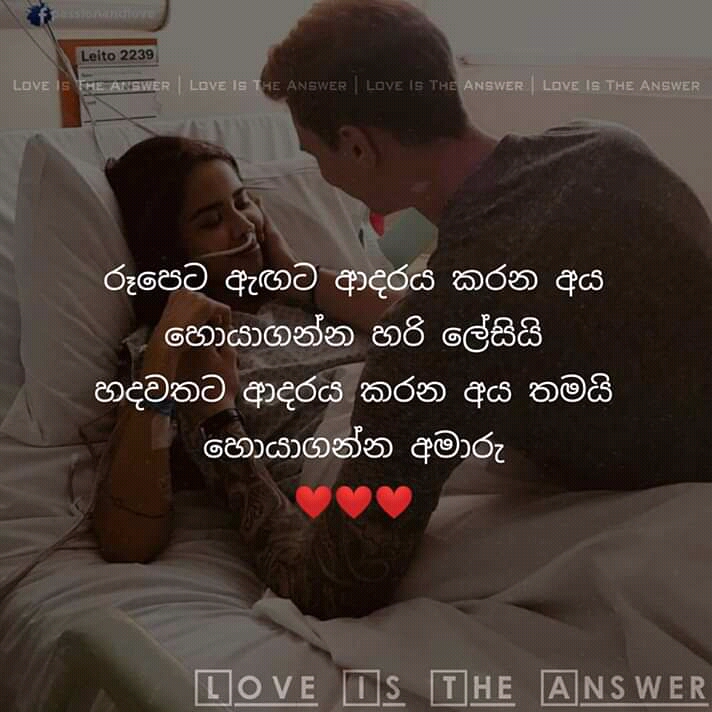 passionandlove
Leito 2239
Love Is The Answer | Love Is The Answer | Love Is The Answer | Love Is The Answer
රූපෙට ඇඟට ආදරය කරන අය
හොයාගන්න හරි ලේසියි
හදවතට ආදරය කරන අය තමයි
හොයාගන්න අමාරු
❤️❤️❤️
Love Is The Answer